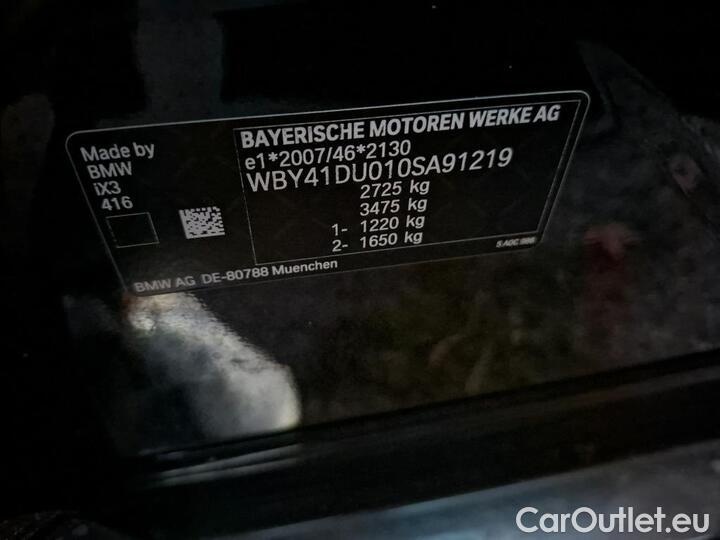 Made by
BMW
iX3
416
BAYERISCHE MOTOREN WERKE AG
e1*2007/46*2130
WBY41DU010SA91219
2725 kg
3475 kg
1- 1220 kg
2- 1650 kg
BMW AG DE-80788 Muenchen
CarOutlet.eu